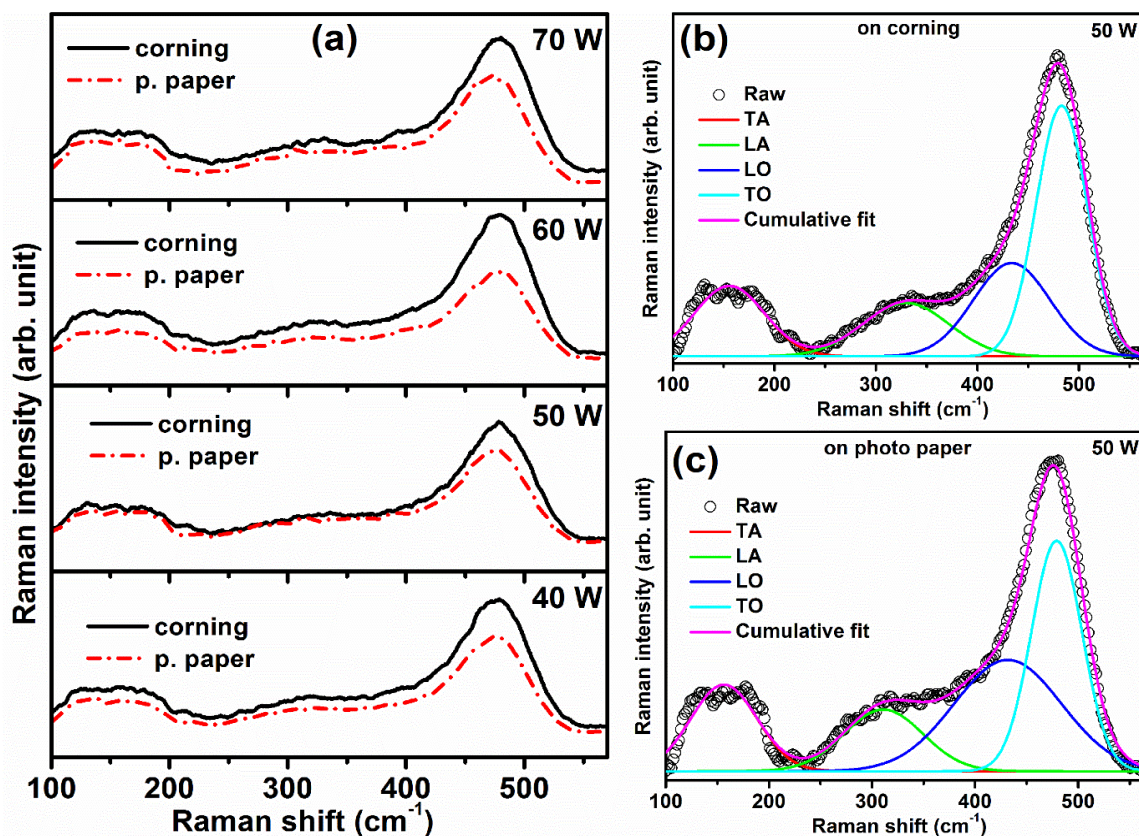 (a)
70 W
corning
p. paper
60 W
corning
p. paper
50 W
corning
p. paper
40 W
corning
p. paper
Raman intensity (arb. unit)
100 200 300 400 500
Raman shift (cm⁻¹)
(b)
on corning
50 W
Raw
TA
LA
LO
TO
Cumulative fit
Raman intensity (arb. unit)
100 200 300 400 500
Raman shift (cm⁻¹)
(c)
on photo paper
50 W
Raw
TA
LA
LO
TO
Cumulative fit
Raman intensity (arb. unit)
100 200 300 400 500
Raman shift (cm⁻¹)